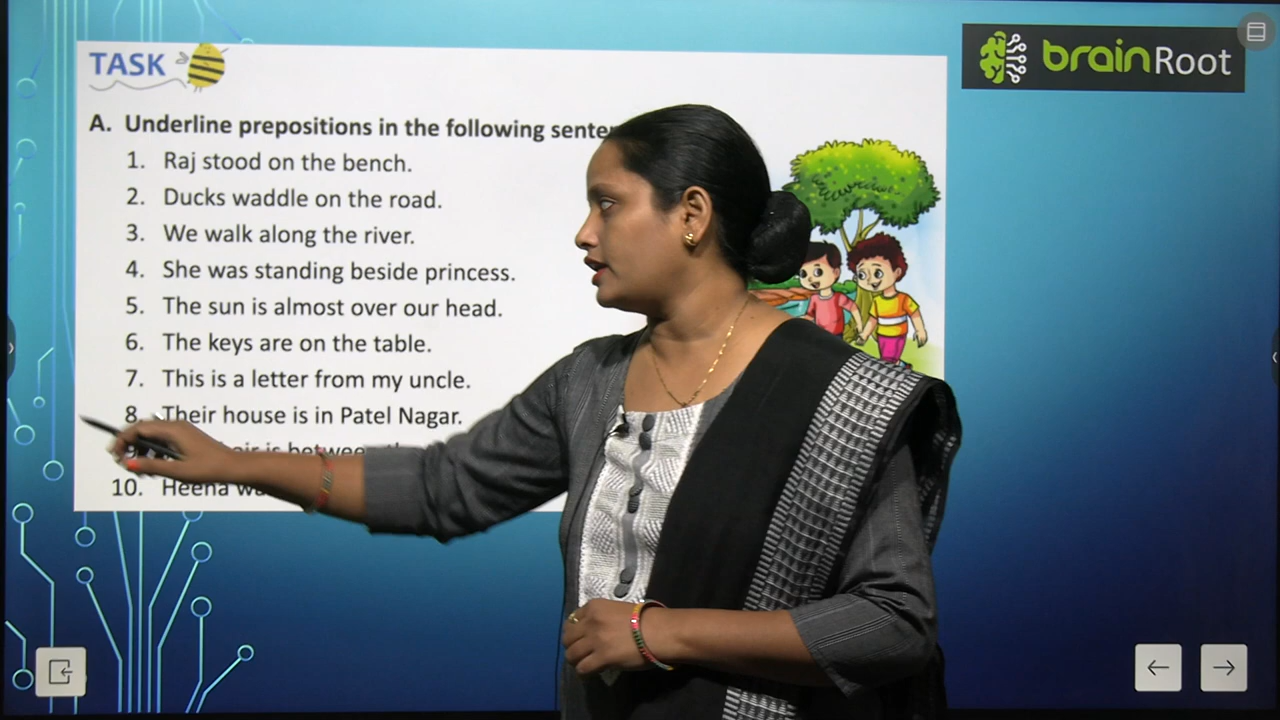 TASK
brainRoot
A. Underline prepositions in the following
1. Raj stood on the bench.
2. Ducks waddle on the road.
3. We walk along the river.
4. She was standing beside princess.
5. The sun is almost over our head.
6. The keys are on the table.
7. This is a letter from my uncle.
8. Their house is in Patel Nagar.
is
10. Heena